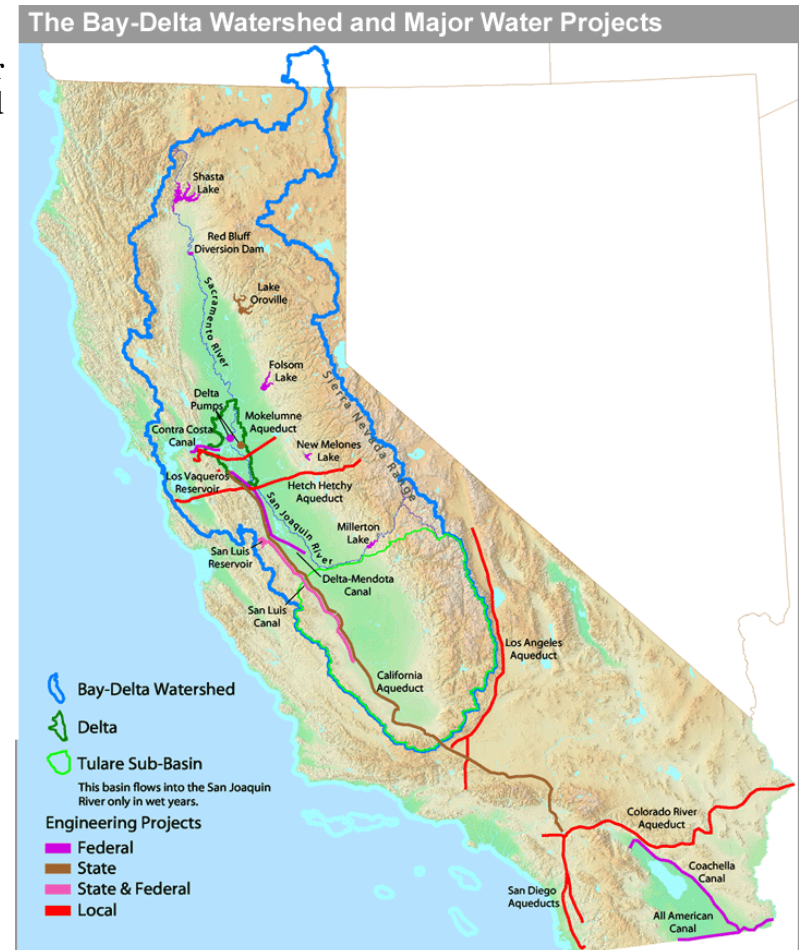 The Bay-Delta Watershed and Major Water Projects
r
l
Shasta
Lake
Red Bluff
Diversion Dam
Sacramento River
Lake
Oroville
Folsom
Lake
Sierra Nevada Range
Delta
Pumps
Mokelumne
Aqueduct
Contra Costa
Canal
New Melones
Lake
Los Vaqueros
Reservoir
Hetch Hetchy
Aqueduct
San Joaquin River
Millerton
Lake
San Luis
Reservoir
Delta-Mendota
Canal
San Luis
Canal
Los Angeles
Aqueduct
California
Aqueduct
Bay-Delta Watershed
Delta
Tulare Sub-Basin
This basin flows into the San Joaquin
River only in wet years.
Engineering Projects
Federal
State
State & Federal
Local
Colorado River
Aqueduct
Coachella
Canal
San Diego
Aqueducts
All American
Canal